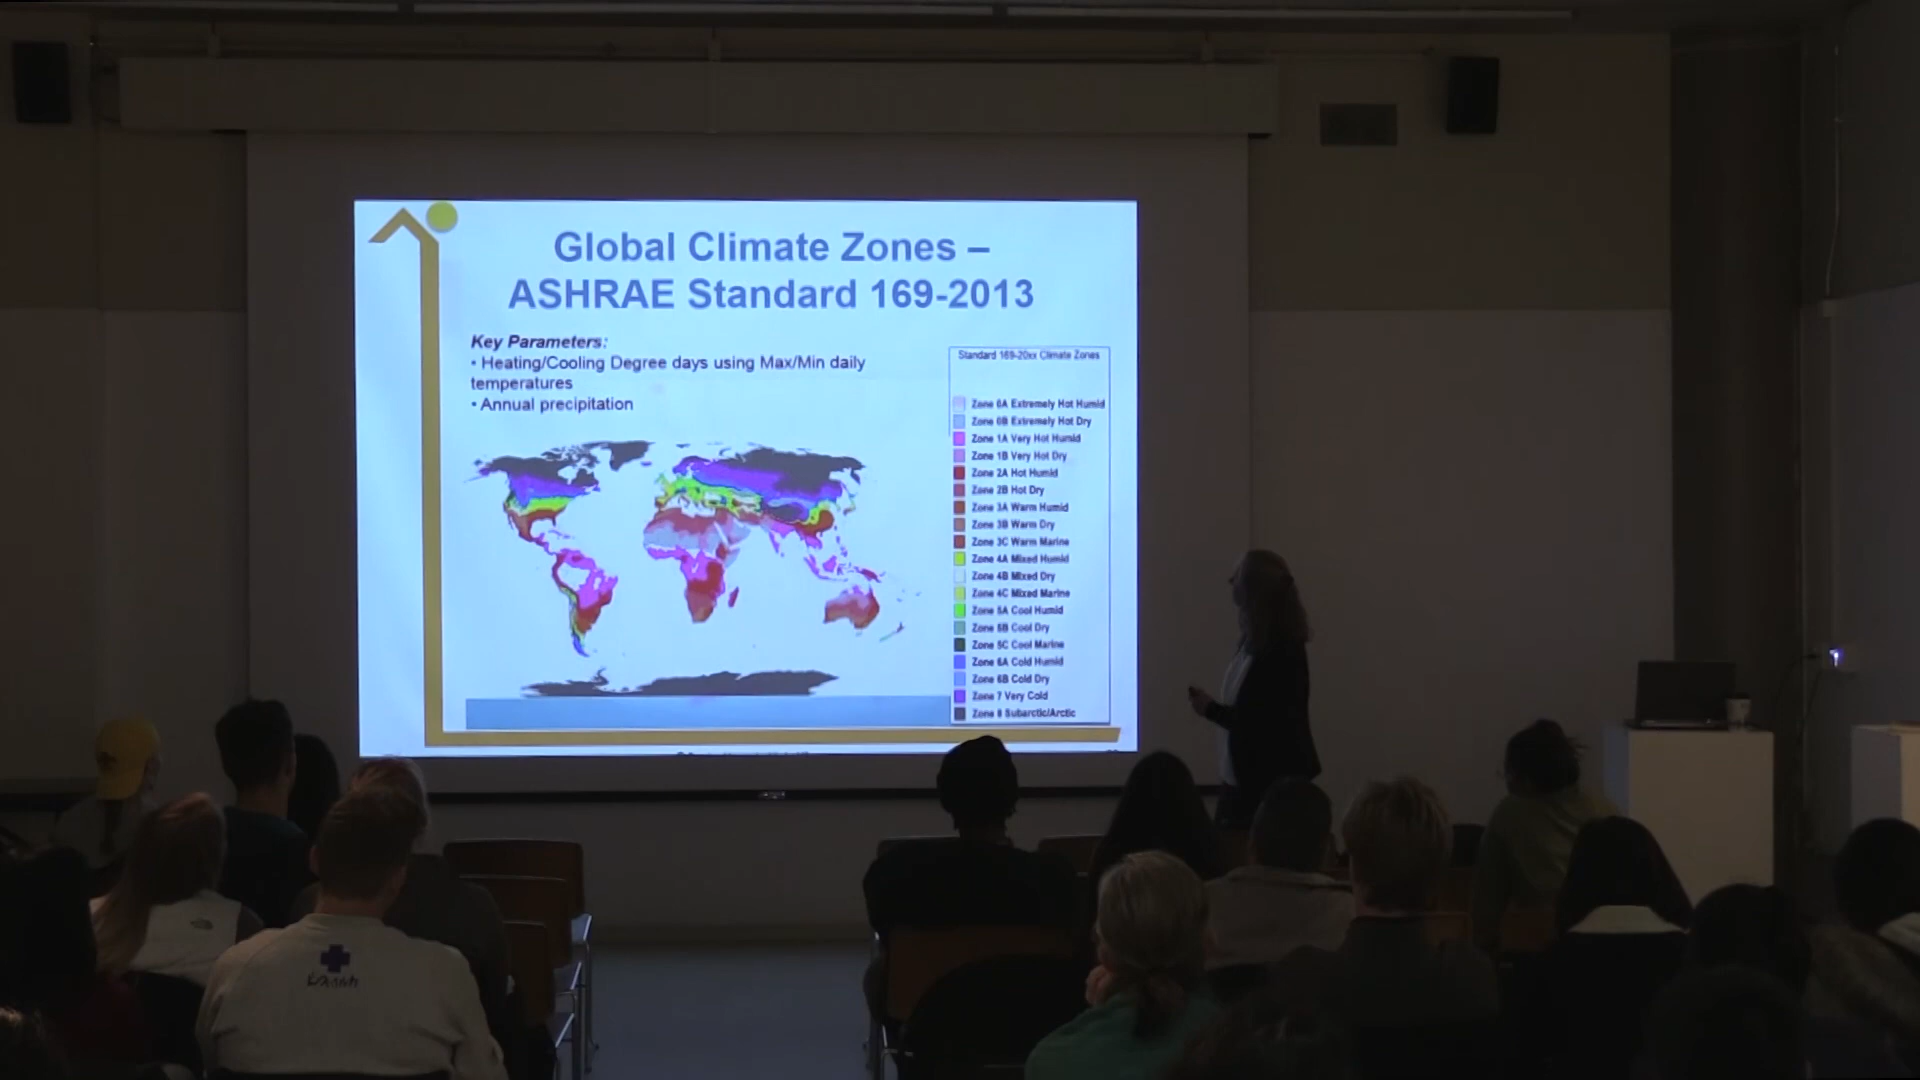 Global Climate Zones –
ASHRAE Standard 169-2013
Key Parameters:
• Heating/Cooling Degree days using Max/Min daily
temperatures
• Annual precipitation
Standard 169-20xx Climate Zones
Zone 0A Extremely Hot Humid
Zone 0B Extremely Hot Dry
Zone 1A Very Hot Humid
Zone 1B Very Hot Dry
Zone 2A Hot Humid
Zone 2B Hot Dry
Zone 3A Warm Humid
Zone 3B Warm Dry
Zone 3C Warm Marine
Zone 4A Mixed Humid
Zone 4B Mixed Dry
Zone 4C Mixed Marine
Zone 5A Cool Humid
Zone 5B Cool Dry
Zone 5C Cool Marine
Zone 6A Cold Humid
Zone 6B Cold Dry
Zone 7 Very Cold
Zone 8 Subarctic/Arctic